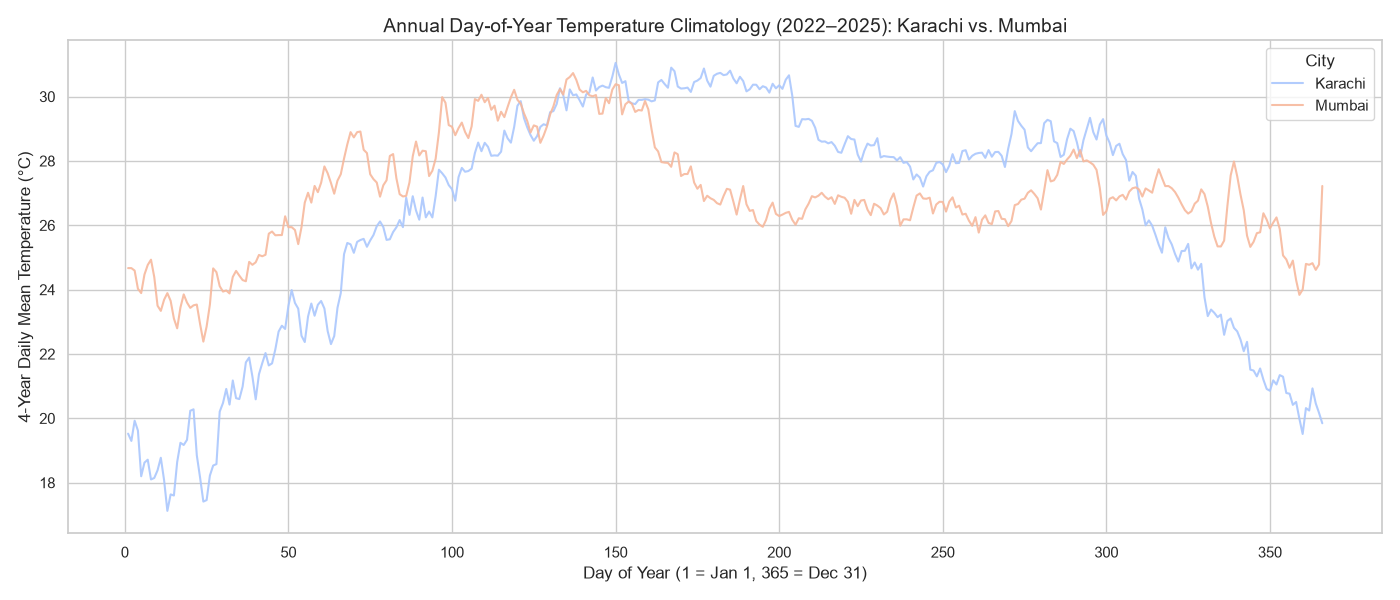 Annual Day-of-Year Temperature Climatology (2022–2025): Karachi vs. Mumbai
4-Year Daily Mean Temperature (°C)
30
28
26
24
22
20
18
City
Karachi
Mumbai
0 50 100 150 200 250 300 350
Day of Year (1 = Jan 1, 365 = Dec 31)